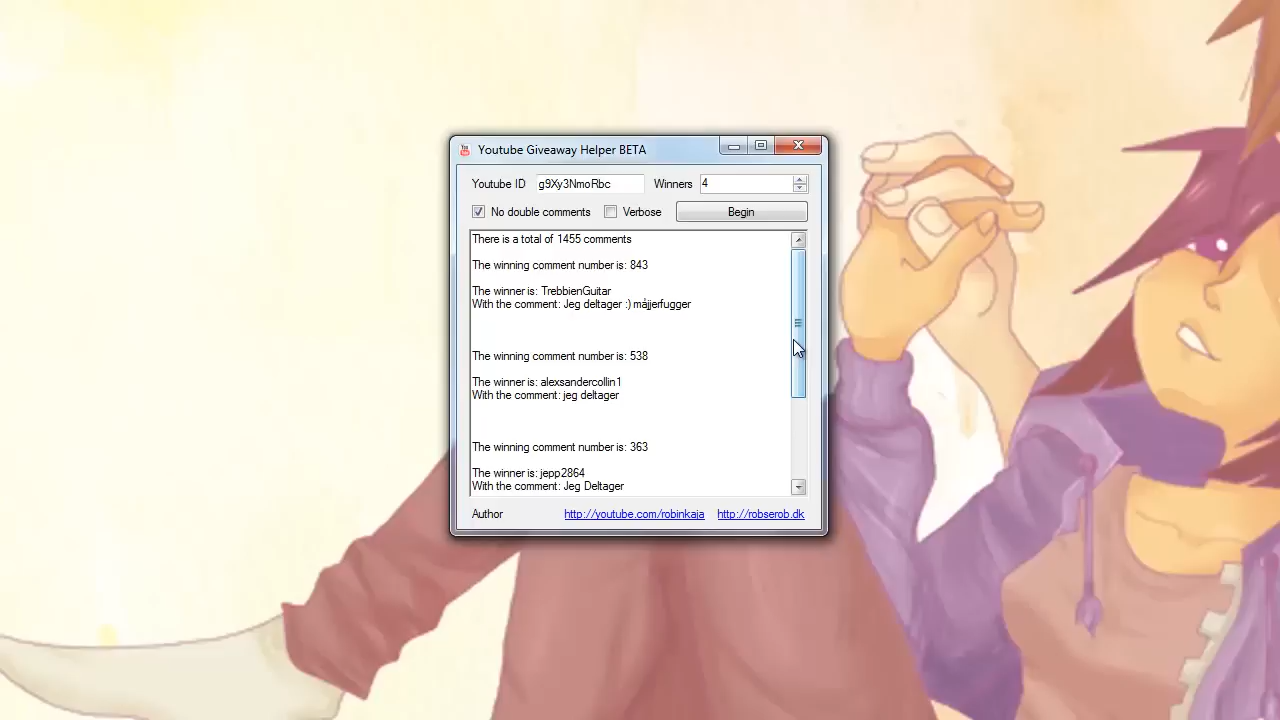 Youtube Giveaway Helper BETA
Youtube ID g9Xy3NmoRbc Winners 4
No double comments Verbose Begin
There is a total of 1455 comments
The winning comment number is: 843
The winner is: TrebbienGuitar
With the comment: Jeg deltager :) måjjerfugger
The winning comment number is: 538
The winner is: alexsandercollin1
With the comment: jeg deltager
The winning comment number is: 363
The winner is: jepp2864
With the comment: Jeg Deltager
Author http://youtube.com/robinkaja http://robserob.dk